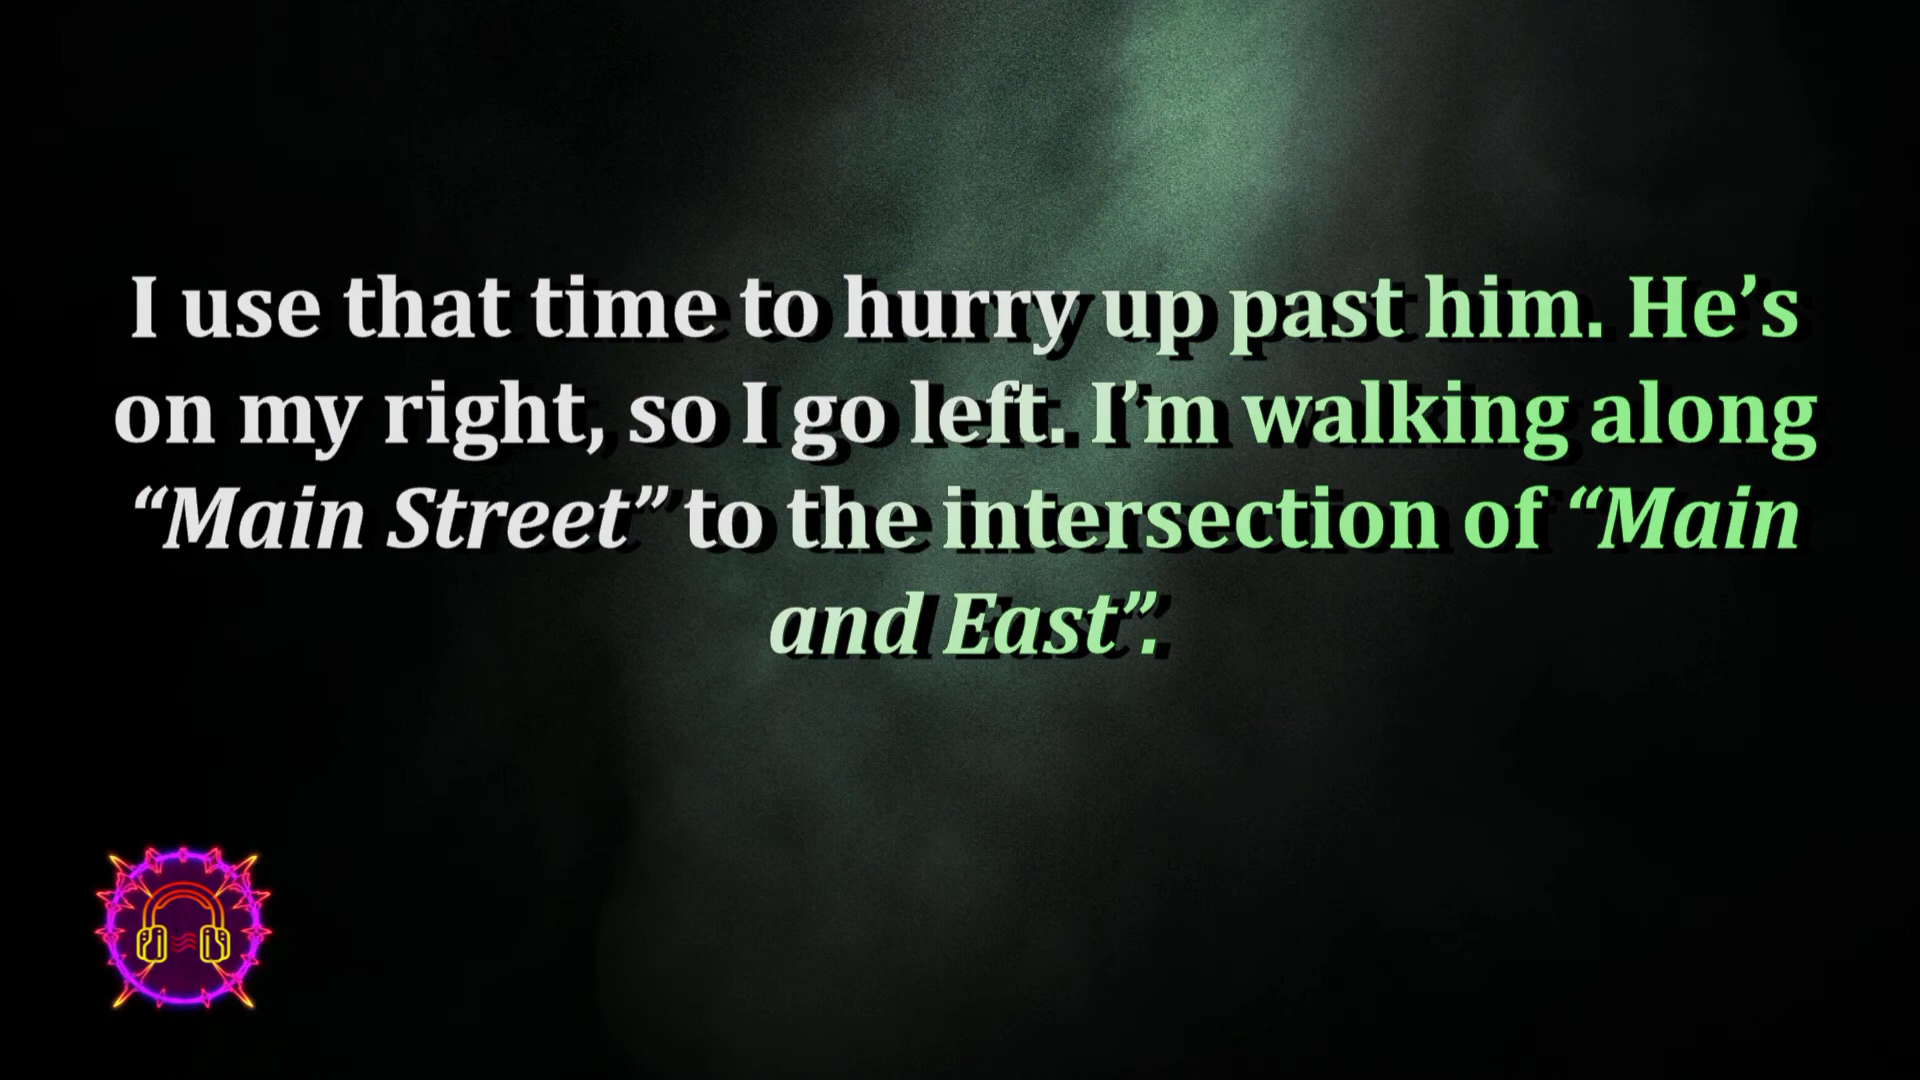 I use that time to hurry up past him. He’s
on my right, so I go left. I’m walking along
“Main Street” to the intersection of “Main
and East”.